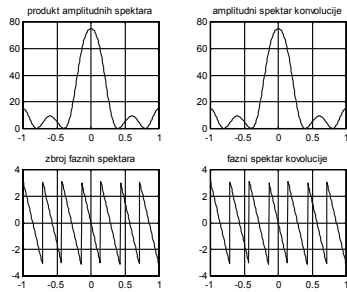 produkt amplitudnih spektara
80
60
40
20
0
-1 -0.5 0 0.5 1
amplitudni spektar konvolucije
80
60
40
20
0
-1 -0.5 0 0.5 1
zbroj faznih spektara
4
2
0
-2
-4
-1 -0.5 0 0.5 1
fazni spektar kovolucije
4
2
0
-2
-4
-1 -0.5 0 0.5 1